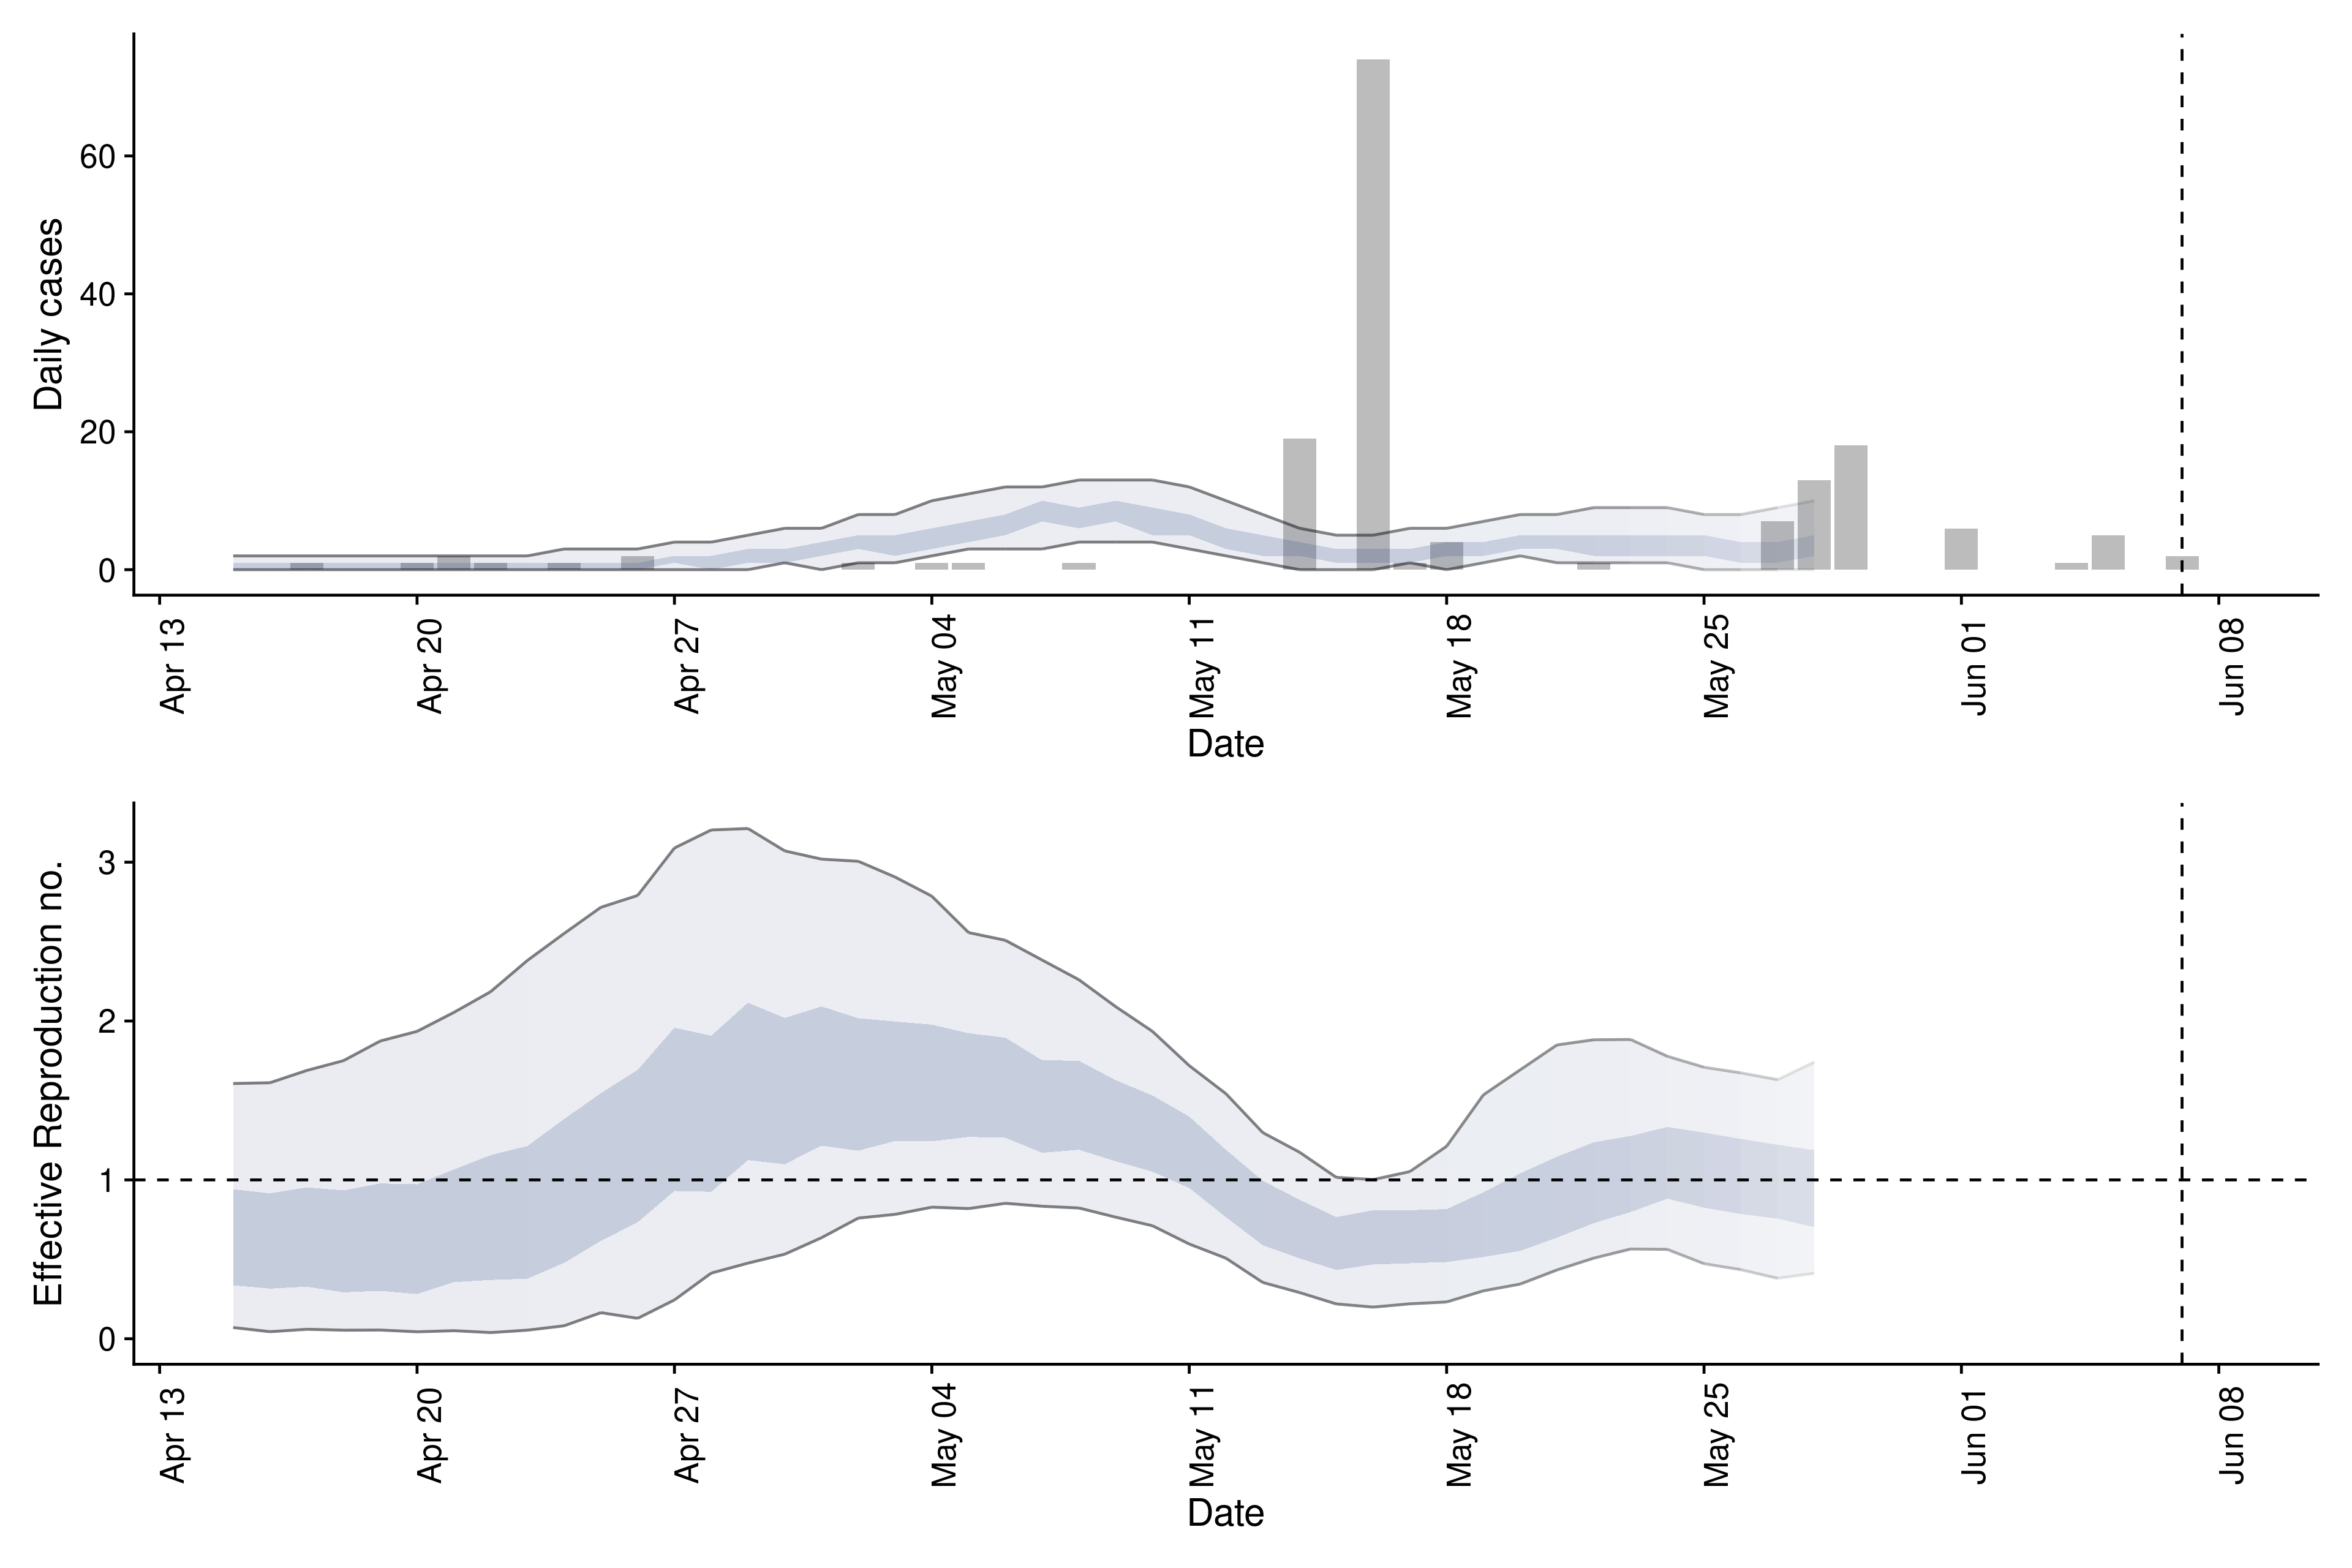 Daily cases
60
40
20
0
Apr 13
Apr 20
Apr 27
May 04
May 11
May 18
May 25
Jun 01
Jun 08
Date
Effective Reproduction no.
3
2
1
0
Apr 13
Apr 20
Apr 27
May 04
May 11
May 18
May 25
Jun 01
Jun 08
Date